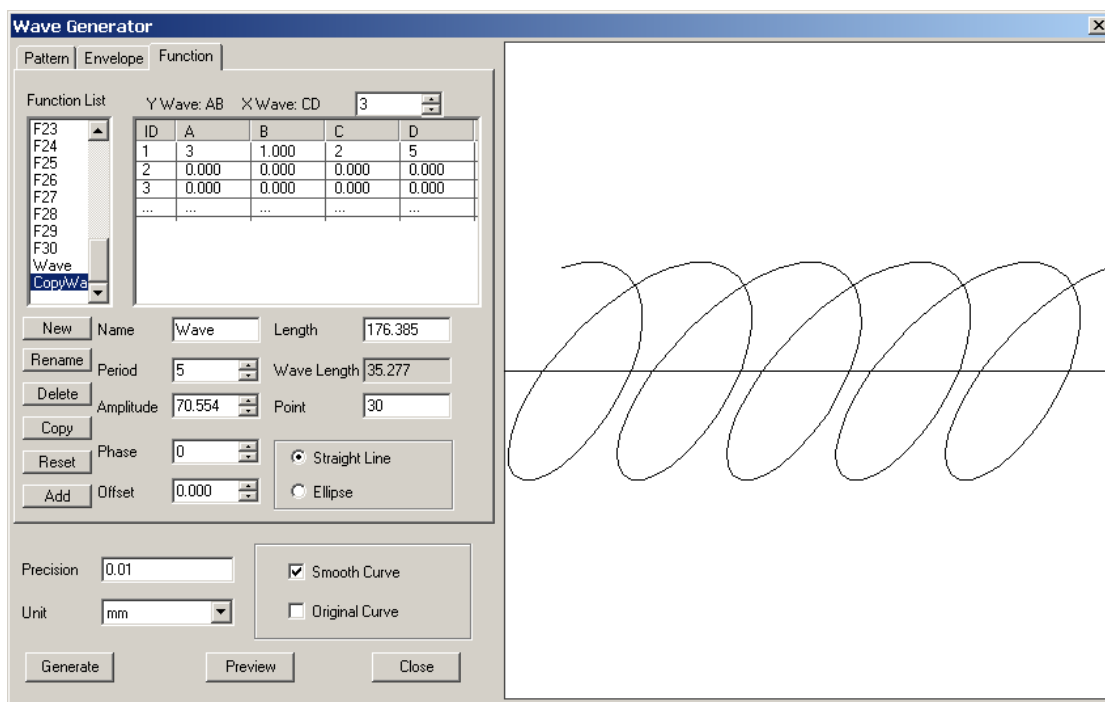 Wave Generator
Pattern Envelope Function
Function List Y Wave: AB X Wave: CD 3
F23
F24
F25
F26
F27
F28
F29
F30
Wave
CopyWa
ID A B C D
1 3 1.000 2 5
2 0.000 0.000 0.000 0.000
3 0.000 0.000 0.000 0.000
... ... ... ... ...
New Name Wave Length 176.385
Rename Period 5 Wave Length 35.277
Delete Amplitude 70.554 Point 30
Copy
Reset Phase 0 Straight Line
Add Offset 0.000 Ellipse
Precision 0.01 Smooth Curve
Unit mm Original Curve
Generate Preview Close